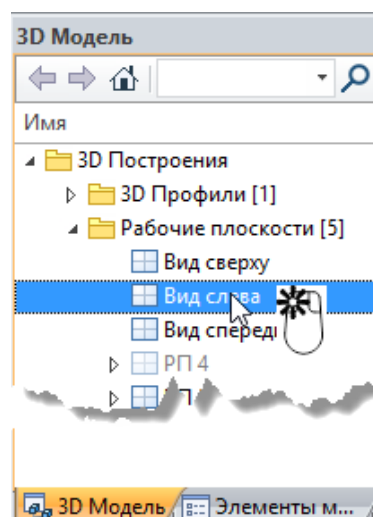 3D Модель
Имя
3D Построения
3D Профили [1]
Рабочие плоскости [5]
Вид сверху
Вид слева
Вид спереди
РП 4
3D Модель
Элементы м...